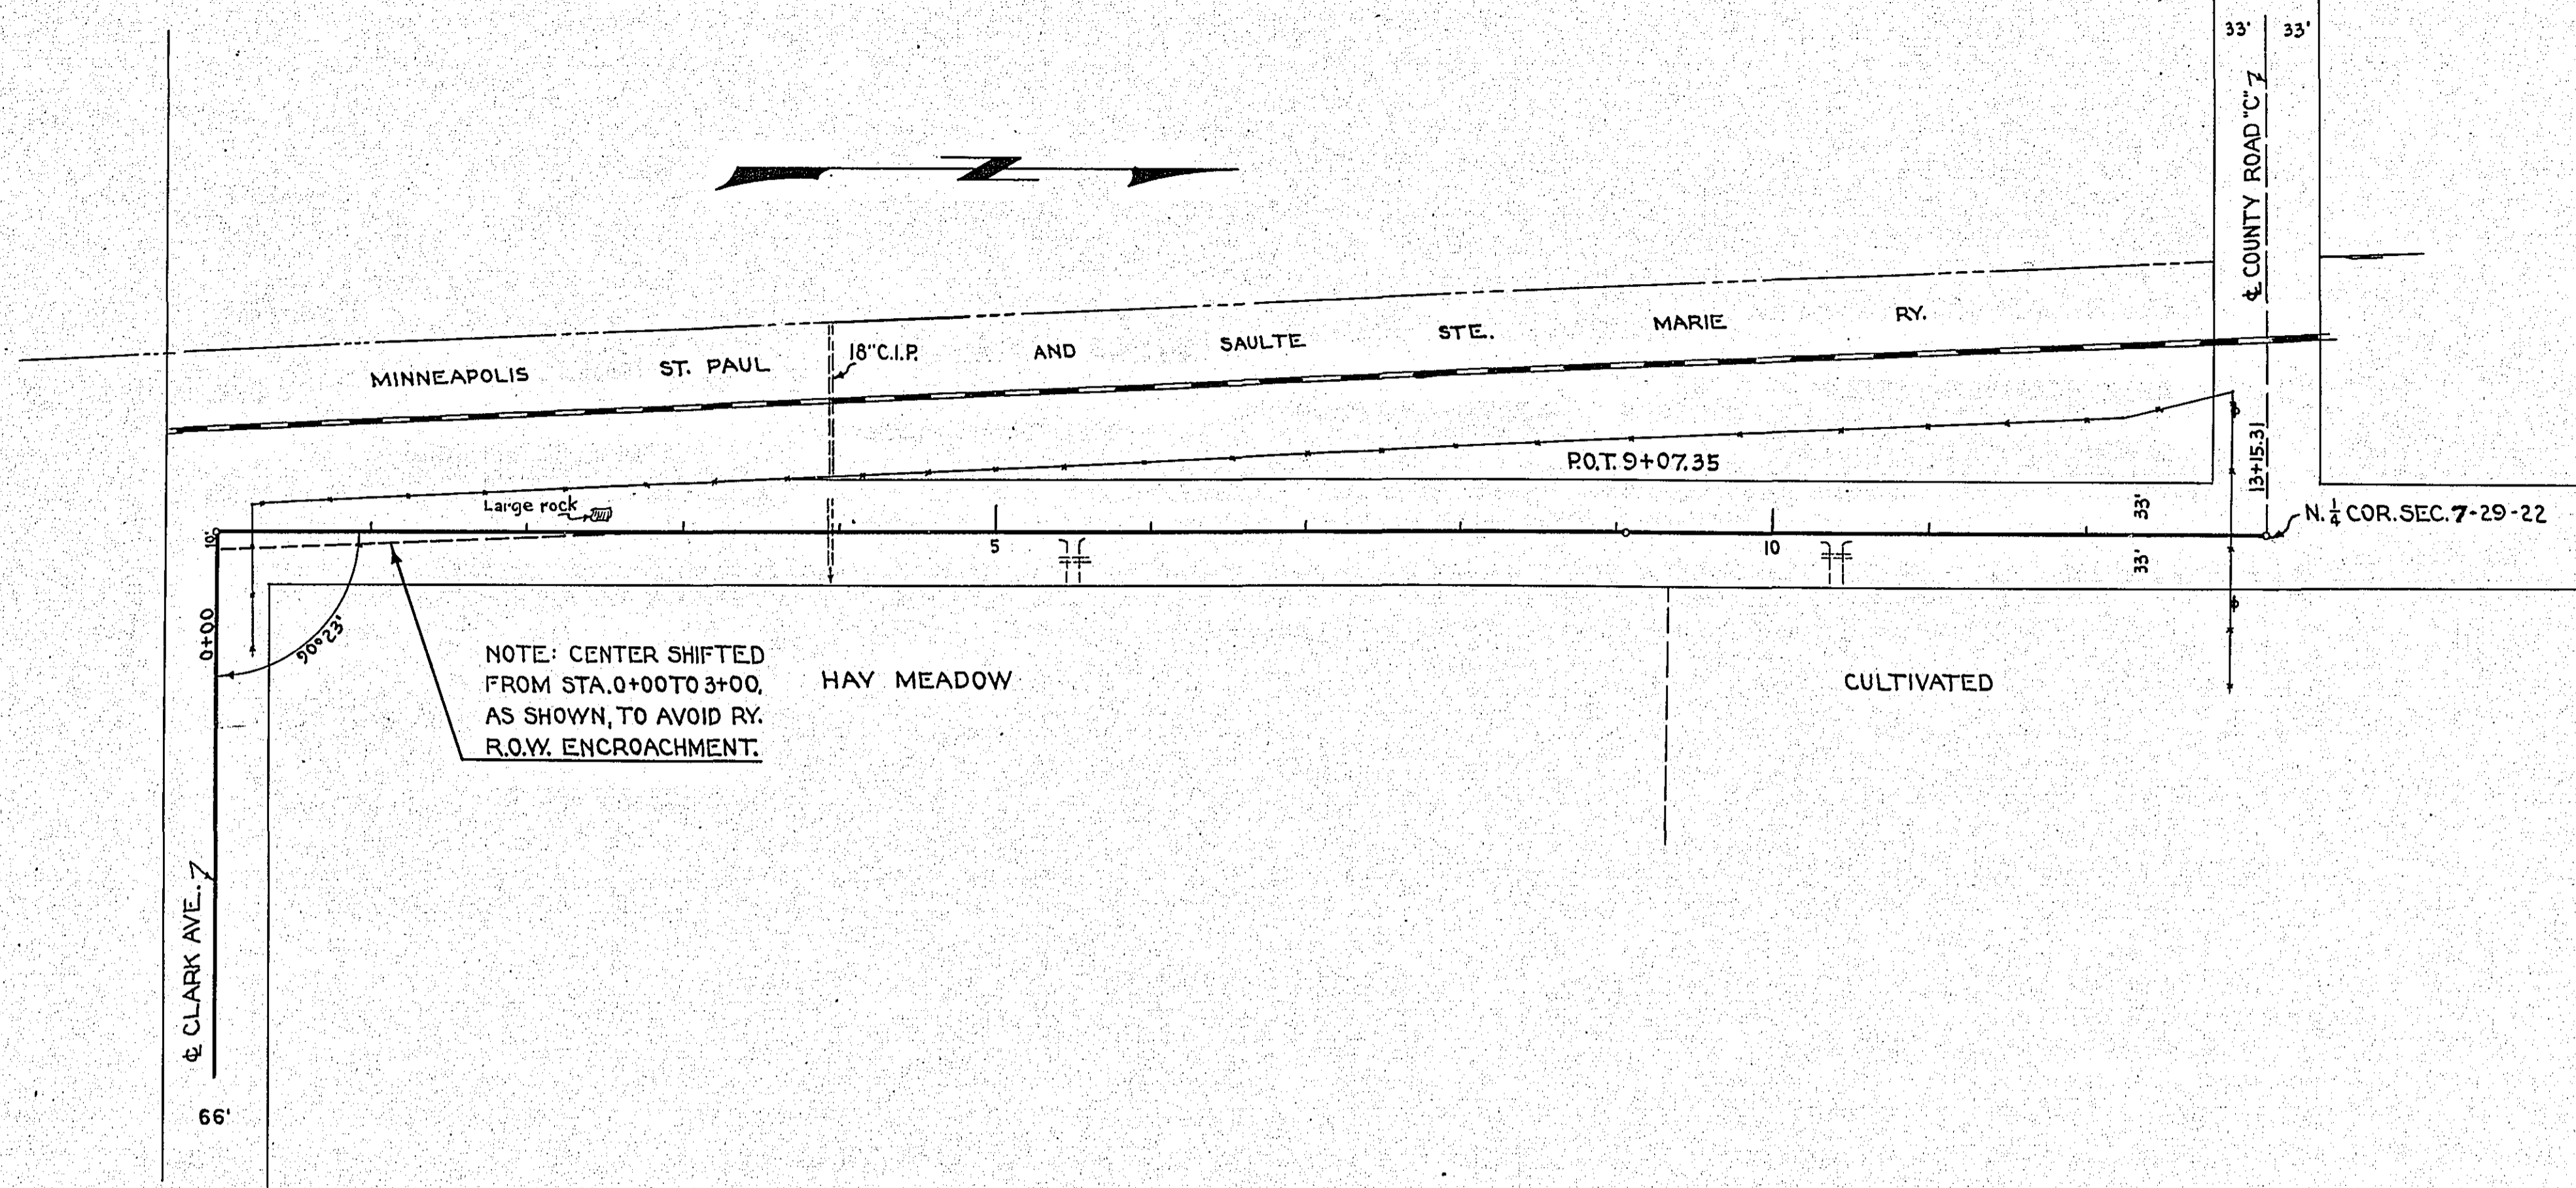 33' 33'
℄ COUNTY ROAD "C"
Z
MINNEAPOLIS ST. PAUL AND SAULTE STE. MARIE RY.
18" C.I.P.
P.O.T. 9+07.35
13+15.31
Large rock
33'
N. ¼ COR. SEC. 7-29-22
10'
5
10
33'
0+00
90°23'
NOTE: CENTER SHIFTED
FROM STA. 0+00 TO 3+00,
AS SHOWN, TO AVOID RY.
R.O.W. ENCROACHMENT.
HAY MEADOW
CULTIVATED
℄ CLARK AVE.
66'